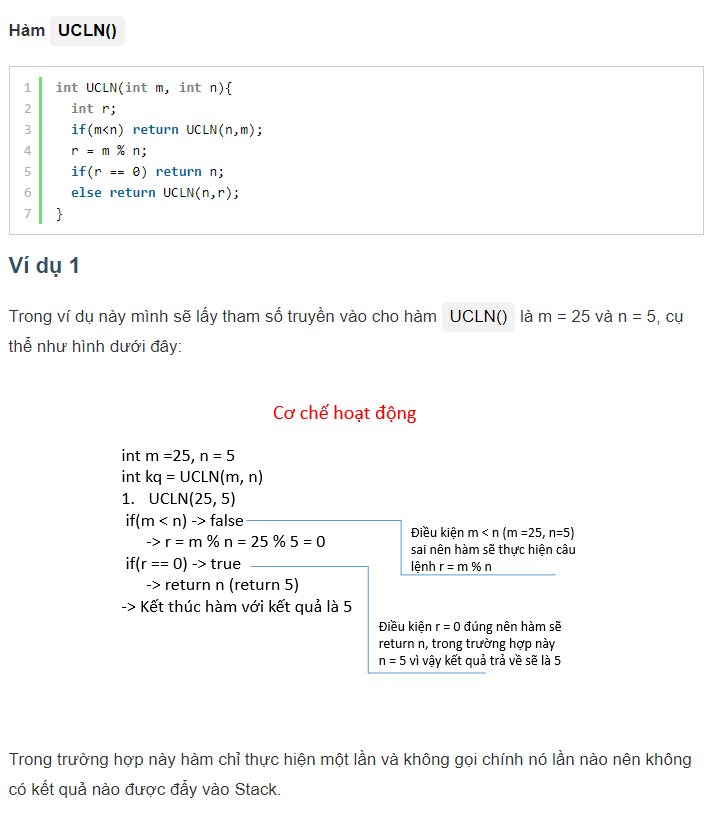 Hàm UCLN()
1 int UCLN(int m, int n){
2 int r;
3 if(m<n) return UCLN(n,m);
4 r = m % n;
5 if(r == 0) return n;
6 else return UCLN(n,r);
7 }
Ví dụ 1
Trong ví dụ này mình sẽ lấy tham số truyền vào cho hàm UCLN() là m = 25 và n = 5, cụ
thể như hình dưới đây:
Cơ chế hoạt động
int m =25, n = 5
int kq = UCLN(m, n)
1. UCLN(25, 5)
if(m < n) -> false
-> r = m % n = 25 % 5 = 0
if(r == 0) -> true
-> return n (return 5)
-> Kết thúc hàm với kết quả là 5
Điều kiện m < n (m =25, n=5)
sai nên hàm sẽ thực hiện câu
lệnh r = m % n
Điều kiện r = 0 đúng nên hàm sẽ
return n, trong trường hợp này
n = 5 vì vậy kết quả trả về sẽ là 5
Trong trường hợp này hàm chỉ thực hiện một lần và không gọi chính nó lần nào nên không
có kết quả nào được đẩy vào Stack.